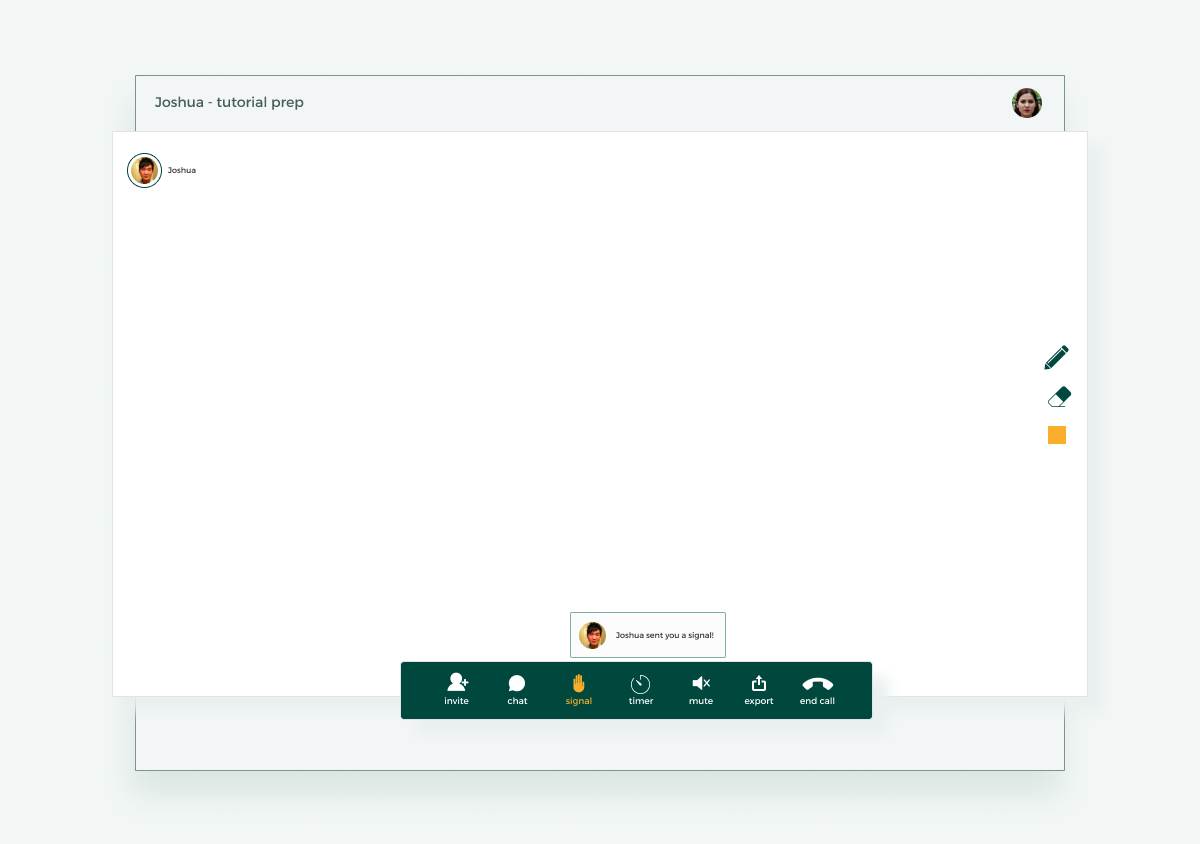 Joshua - tutorial prep
Joshua
Joshua sent you a signal!
invite
chat
signal
timer
mute
export
end call